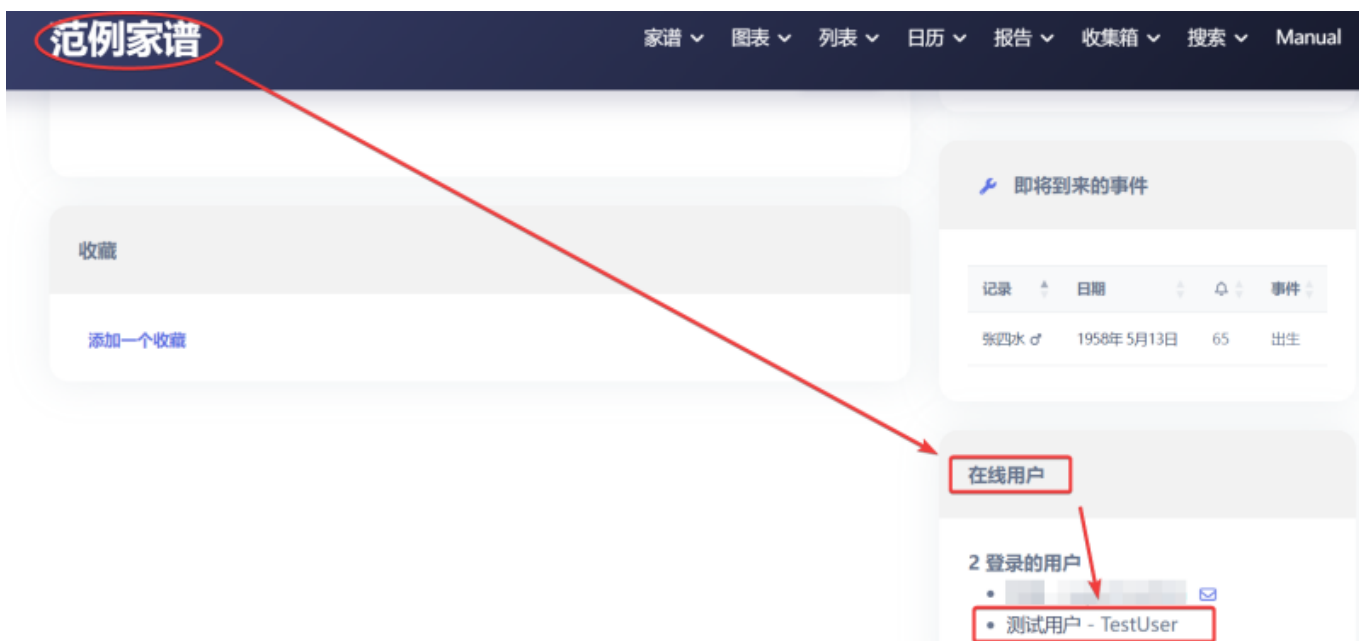 范例家谱 家谱 图表 列表 日历 报告 收集箱 搜索 Manual
收藏
添加一个收藏
即将到来的事件
记录 日期 事件
张四水 ♂ 1958年 5月13日 65 出生
在线用户
2 登录的用户
• 测试用户 - TestUser